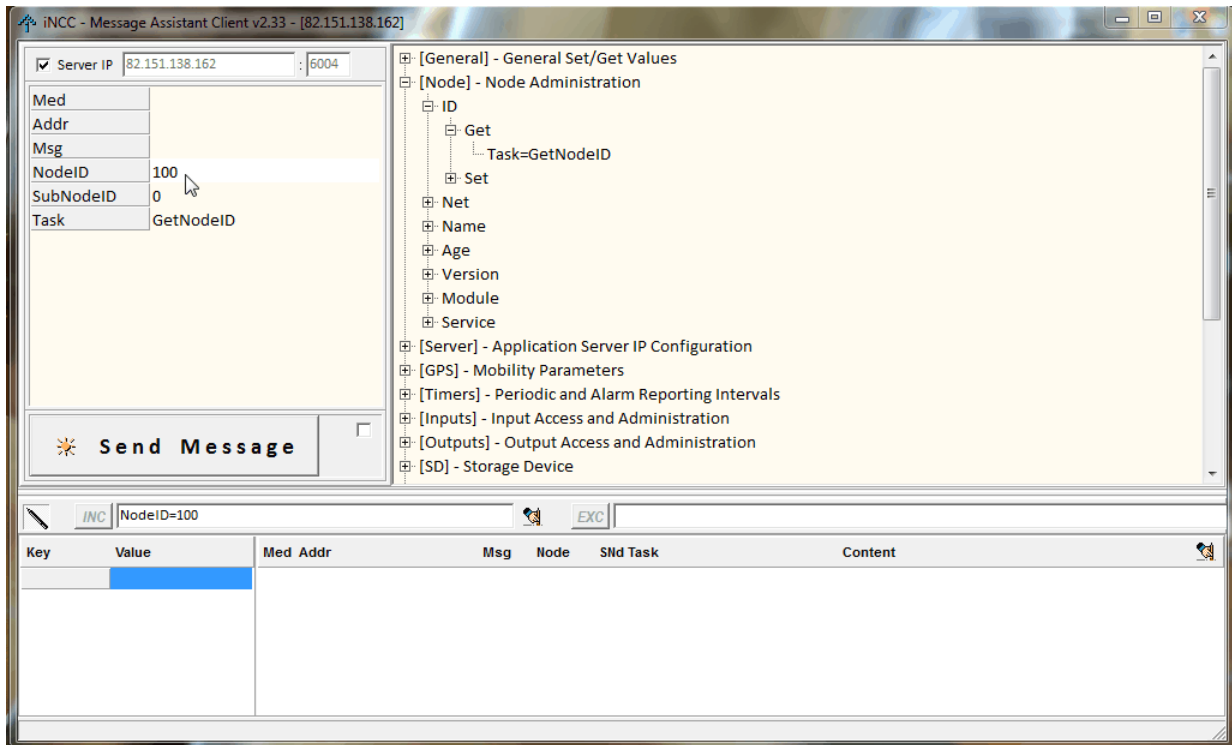 iNCC - Message Assistant Client v2.33 - [82.151.138.162]
Server IP 82.151.138.162 : 6004
Med
Addr
Msg
NodeID 100
SubNodeID 0
Task GetNodeID
Send Message
[General] - General Set/Get Values
[Node] - Node Administration
ID
Get
Task=GetNodeID
Set
Net
Name
Age
Version
Module
Service
[Server] - Application Server IP Configuration
[GPS] - Mobility Parameters
[Timers] - Periodic and Alarm Reporting Intervals
[Inputs] - Input Access and Administration
[Outputs] - Output Access and Administration
[SD] - Storage Device
INC NodeID=100 EXC
Key Value Med Addr Msg Node SNd Task Content